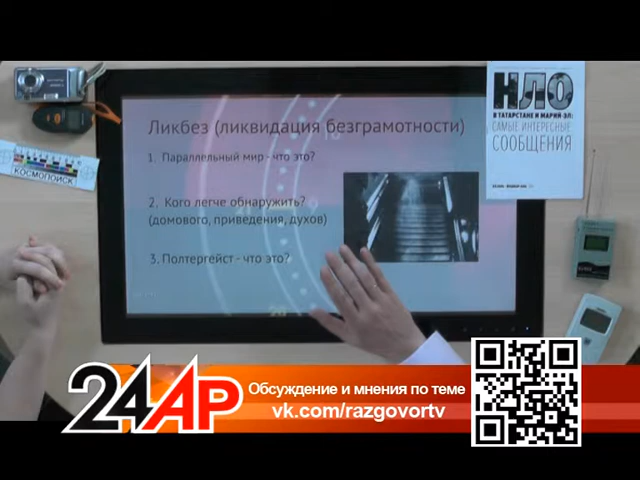 НЛО
В ТАТАРСТАНЕ И МАРИЙ ЭЛ:
САМЫЕ ИНТЕРЕСНЫЕ
СООБЩЕНИЯ
Ликбез (ликвидация безграмотности)
1. Параллельный мир - что это?
2. Кого легче обнаружить?
(домового, приведения, духов)
3. Полтергейст - что это?
КОСМОПОИСК
24АР
Обсуждение и мнения по теме
vk.com/razgovortv